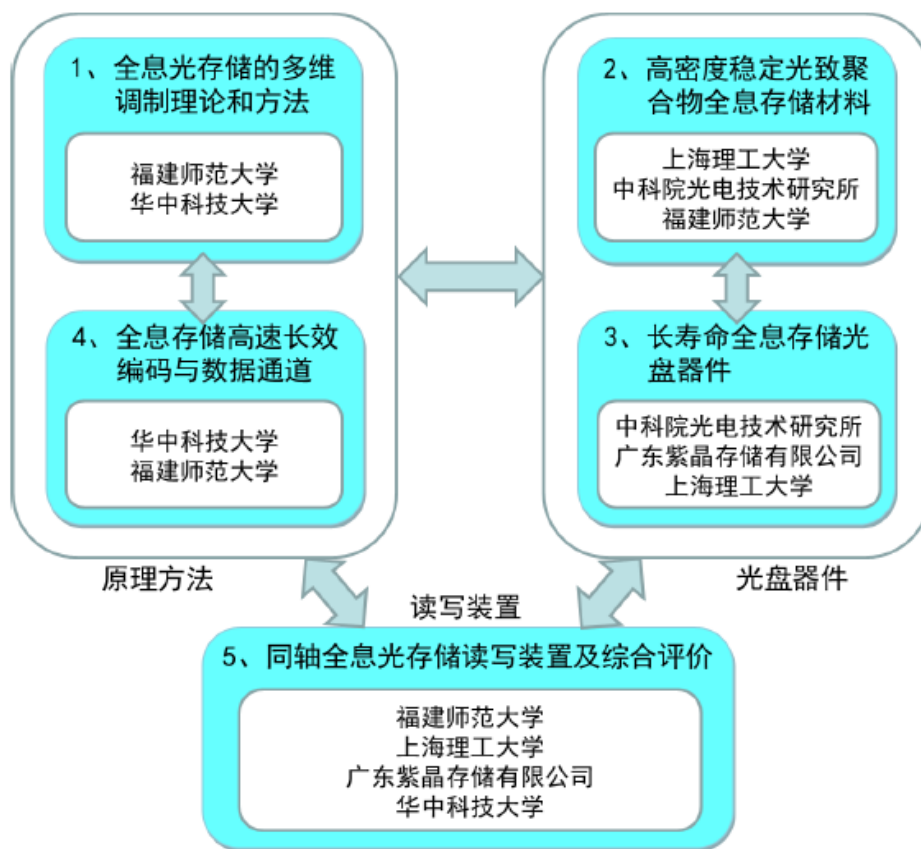 1、全息光存储的多维
调制理论和方法
福建师范大学
华中科技大学
2、高密度稳定光致聚
合物全息存储材料
上海理工大学
中科院光电技术研究所
福建师范大学
4、全息存储高速长效
编码与数据通道
华中科技大学
福建师范大学
3、长寿命全息存储光
盘器件
中科院光电技术研究所
广东紫晶存储有限公司
上海理工大学
原理方法
光盘器件
读写装置
5、同轴全息光存储读写装置及综合评价
福建师范大学
上海理工大学
广东紫晶存储有限公司
华中科技大学